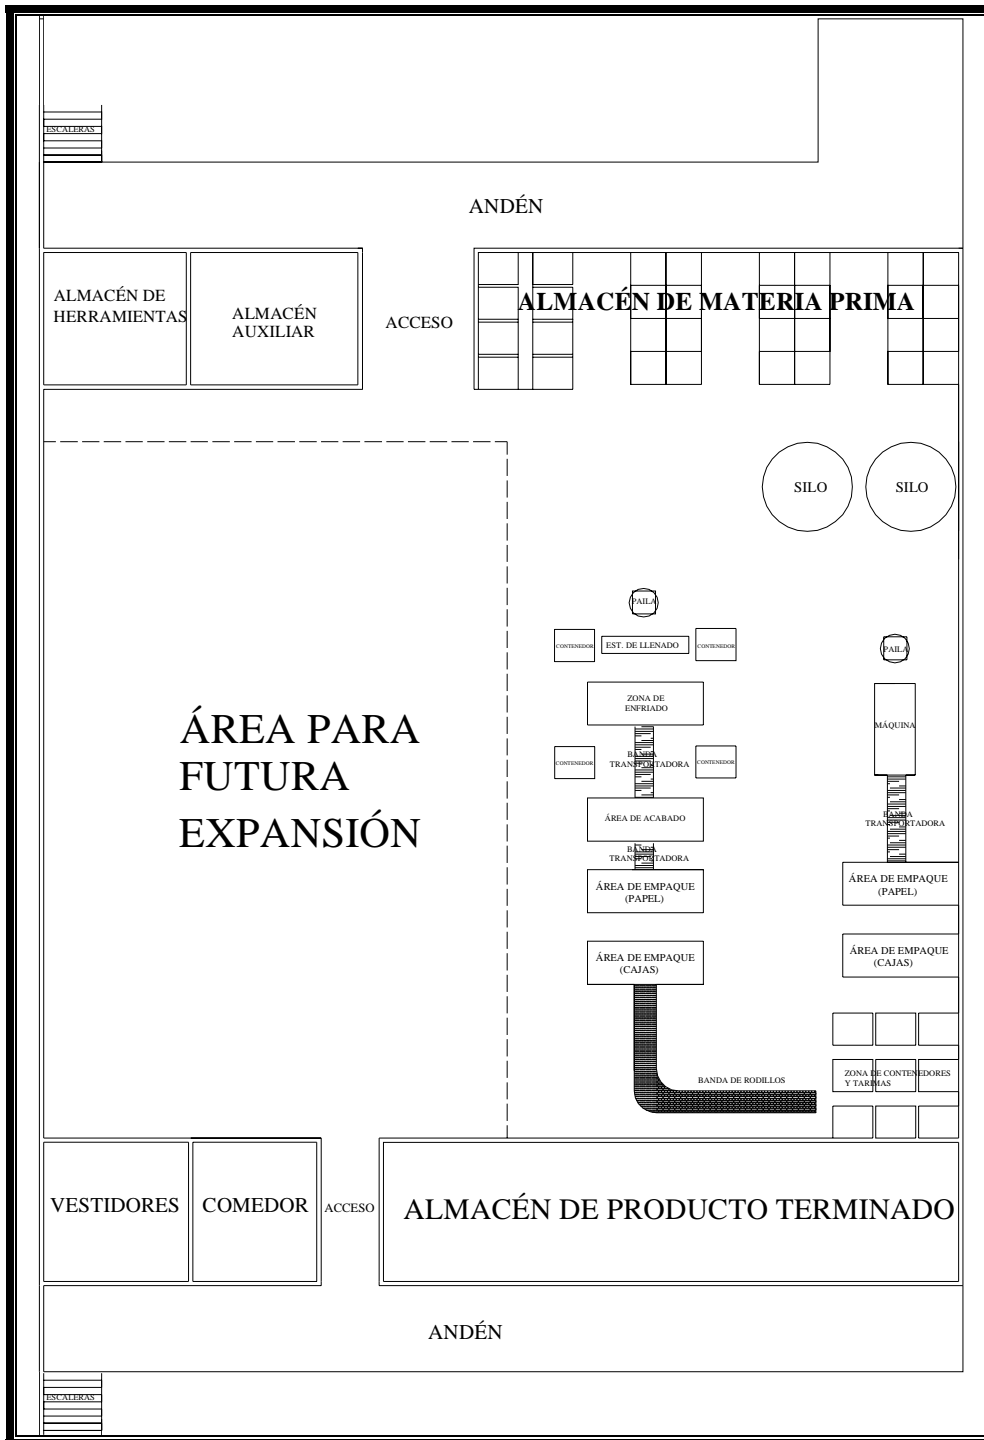 ESCALERAS
ANDÉN
ALMACÉN DE
HERRAMIENTAS
ALMACÉN
AUXILIAR
ACCESO
ALMACÉN DE MATERIA PRIMA
SILO
SILO
PAILA
CONTENEDOR
EST. DE LLENADO
CONTENEDOR
PAILA
ZONA DE
ENFRIADO
MÁQUINA
CONTENEDOR
BANDA
TRANSPORTADORA
CONTENEDOR
ÁREA PARA
FUTURA
EXPANSIÓN
ÁREA DE ACABADO
BANDA
TRANSPORTADORA
BANDA
TRANSPORTADORA
ÁREA DE EMPAQUE
(PAPEL)
ÁREA DE EMPAQUE
(PAPEL)
ÁREA DE EMPAQUE
(CAJAS)
ÁREA DE EMPAQUE
(CAJAS)
BANDA DE RODILLOS
ZONA DE CONTENEDORES
Y TARIMAS
VESTIDORES
COMEDOR
ACCESO
ALMACÉN DE PRODUCTO TERMINADO
ANDÉN
ESCALERAS